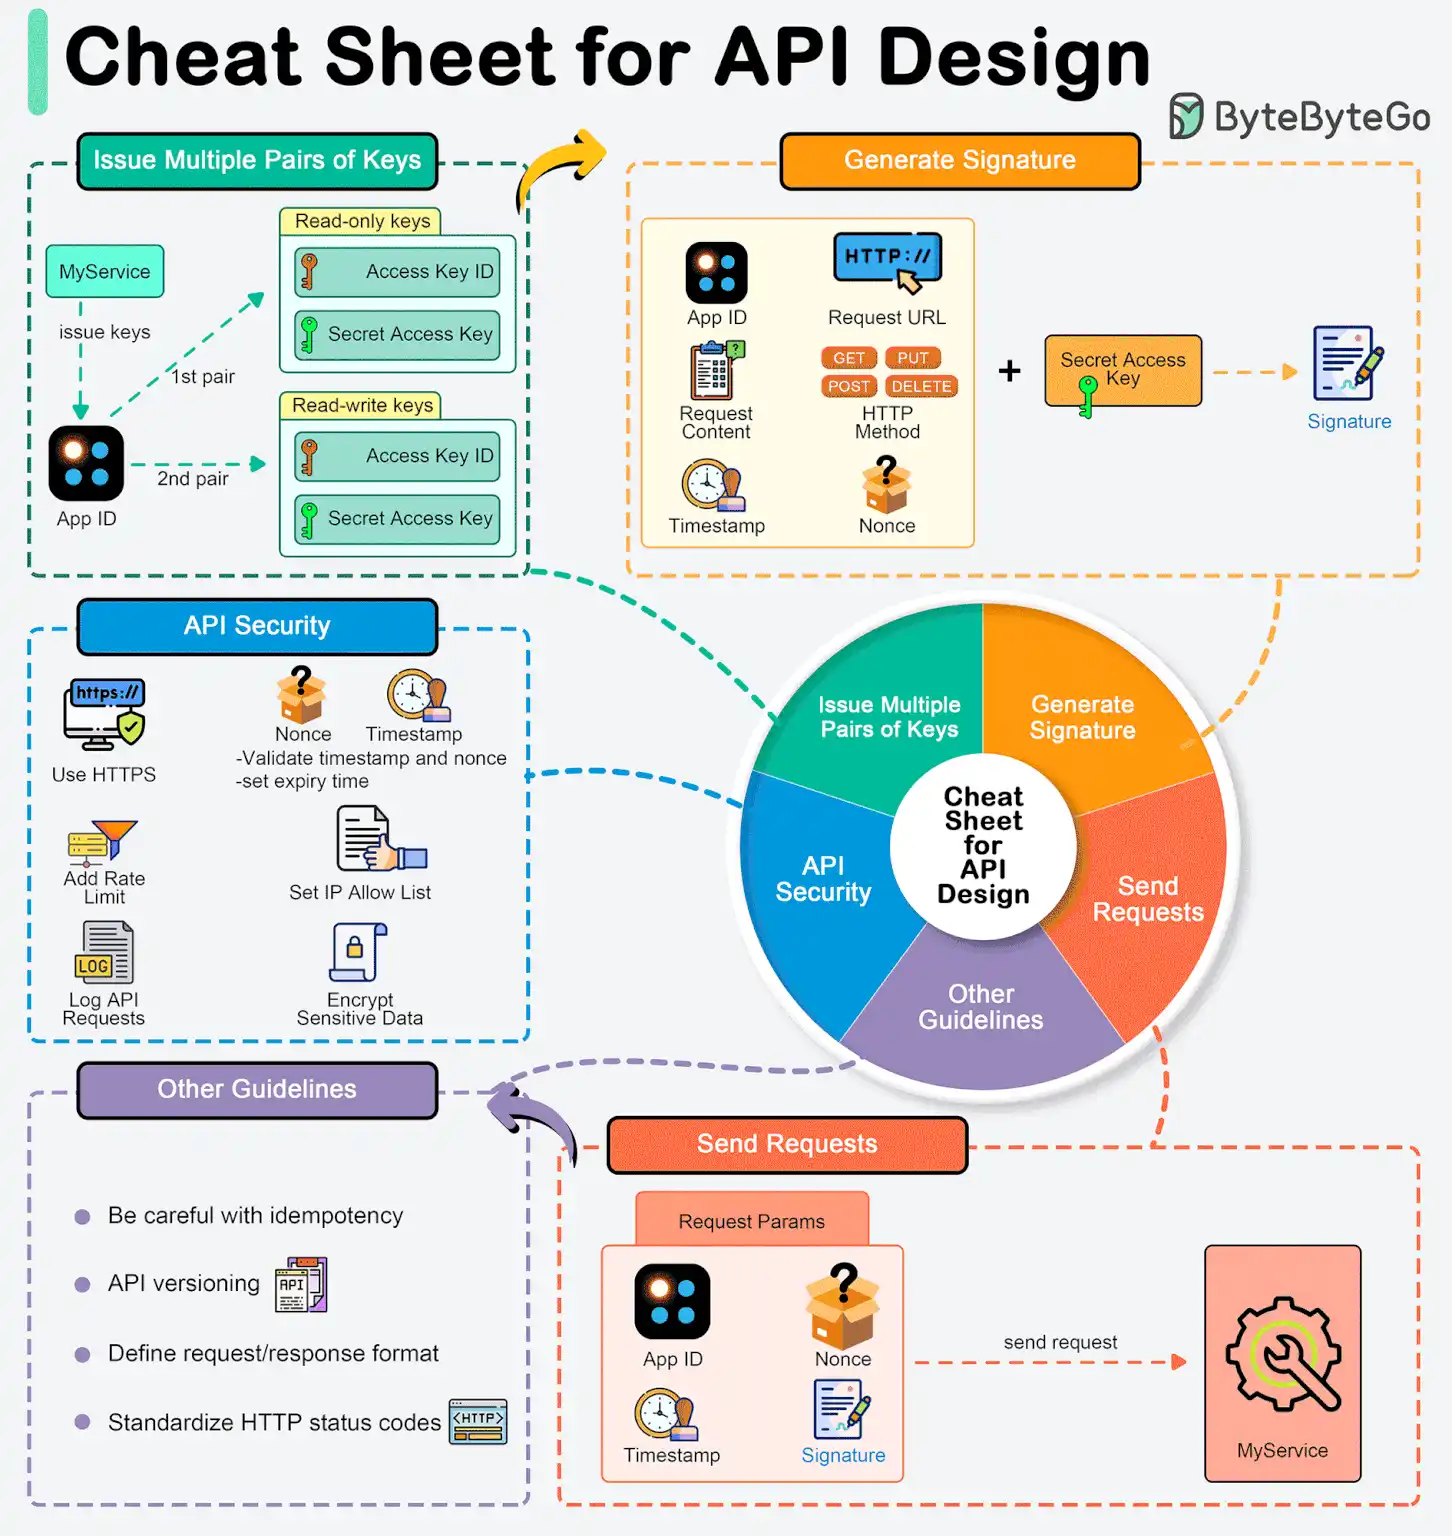 Cheat Sheet for API Design
ByteByteGo
Issue Multiple Pairs of Keys
MyService
issue keys
1st pair
2nd pair
App ID
Read-only keys
Access Key ID
Secret Access Key
Read-write keys
Access Key ID
Secret Access Key
Generate Signature
App ID
HTTP://
Request URL
Request
Content
GET
PUT
POST
DELETE
HTTP
Method
Timestamp
?
Nonce
+
Secret Access
Key
Signature
API Security
https://
Use HTTPS
?
Nonce
Timestamp
-Validate timestamp and nonce
-set expiry time
Add Rate
Limit
Set IP Allow List
LOG
Log API
Requests
Encrypt
Sensitive Data
Issue Multiple
Pairs of Keys
Generate
Signature
API
Security
Send
Requests
Other
Guidelines
Cheat
Sheet
for
API
Design
Other Guidelines
Be careful with idempotency
API versioning
API
Define request/response format
Standardize HTTP status codes
<HTTP>
Send Requests
Request Params
App ID
?
Nonce
Timestamp
Signature
send request
MyService